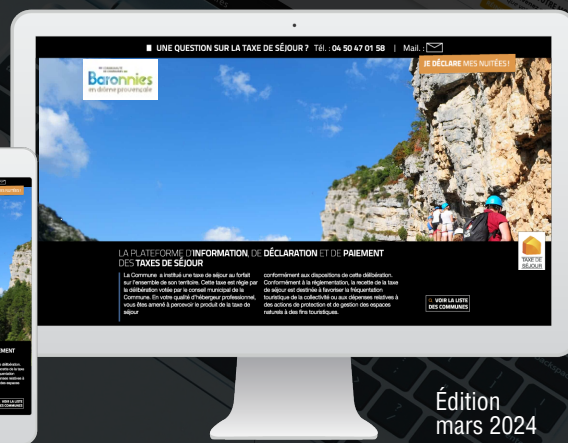 UNE QUESTION SUR LA TAXE DE SÉJOUR ? Tél. : 04 50 47 01 58 | Mail. :
JE DÉCLARE MES NUITÉES !
Baronnies
en drôme provençale
LA PLATEFORME D'INFORMATION, DE DÉCLARATION ET DE PAIEMENT
DES TAXES DE SÉJOUR
La Commune a institué une taxe de séjour au forfait
sur l'ensemble de son territoire. Cette taxe est régie par
la délibération votée par le conseil municipal de la
Commune. En votre qualité d'hébergeur professionnel,
vous êtes amené à percevoir le produit de la taxe de
séjour
conformément aux dispositions de cette délibération.
Conformément à la réglementation, la recette de la taxe
de séjour est destinée à favoriser la fréquentation
touristique de la collectivité ou aux dépenses relatives à
des actions de protection et de gestion des espaces
naturels à des fins touristiques.
TAXE DE
SÉJOUR
VOIR LA LISTE
DES COMMUNES
Édition
mars 2024